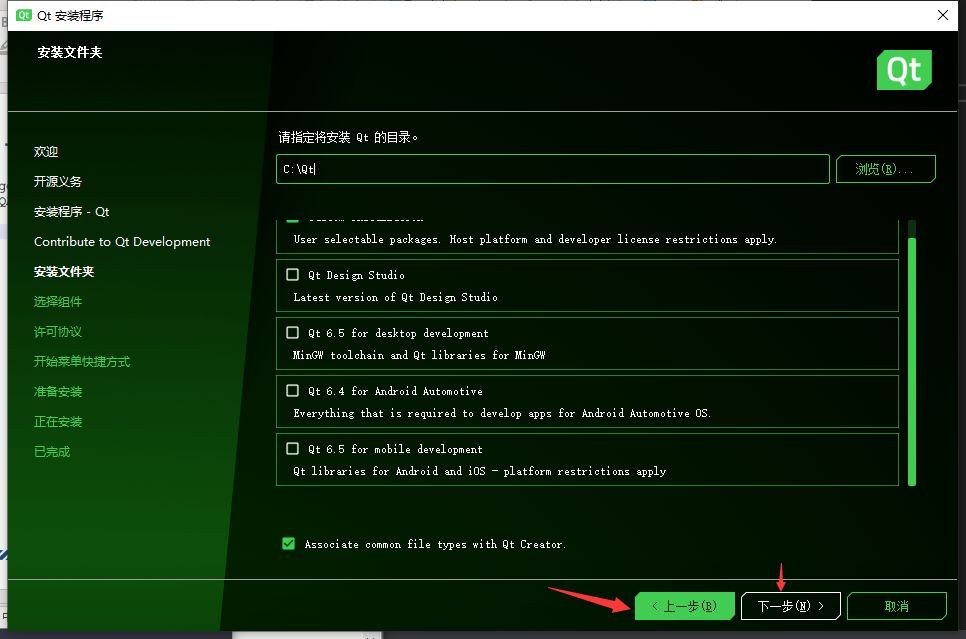 Qt Qt 安装程序
安装文件夹
Qt
欢迎
开源义务
安装程序 - Qt
Contribute to Qt Development
安装文件夹
选择组件
许可协议
开始菜单快捷方式
准备安装
正在安装
已完成
请指定将安装 Qt 的目录。
C:\Qt
浏览(R)...
User selectable packages. Host platform and developer license restrictions apply.
Qt Design Studio
Latest version of Qt Design Studio
Qt 6.5 for desktop development
MinGW toolchain and Qt libraries for MinGW
Qt 6.4 for Android Automotive
Everything that is required to develop apps for Android Automotive OS.
Qt 6.5 for mobile development
Qt libraries for Android and iOS - platform restrictions apply
Associate common file types with Qt Creator.
< 上一步(B)
下一步(N) >
取消